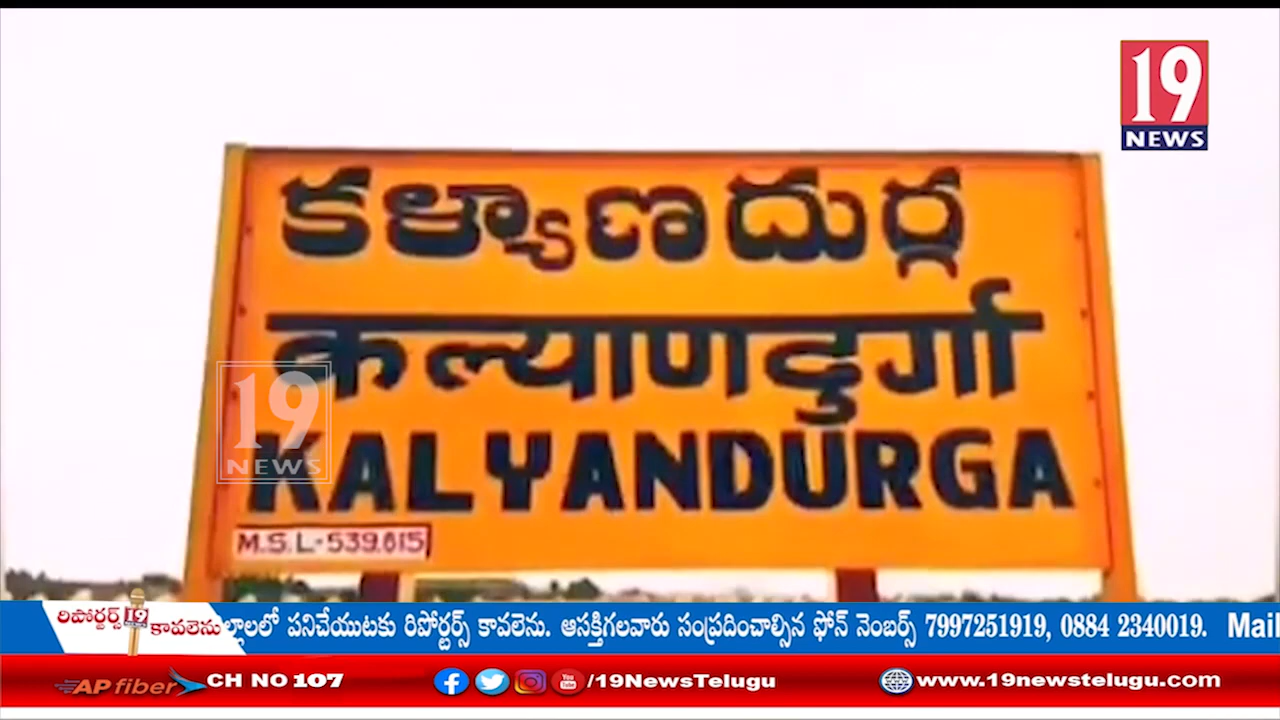 19
NEWS
కళ్యాణదుర్గ
कल्याणदुर्गा
KALYANDURGA
19
NEWS
M.S.L-539.615
రిపోర్టర్స్ 19 కావలెను
ల్లాలలో పనిచేయుటకు రిపోర్టర్స్ కావలెను. ఆసక్తిగలవారు సంప్రదించాల్సిన ఫోన్ నెంబర్స్ 7997251919, 0884 2340019. Mail
AP fiber CH NO 107 /19NewsTelugu www.19newstelugu.com